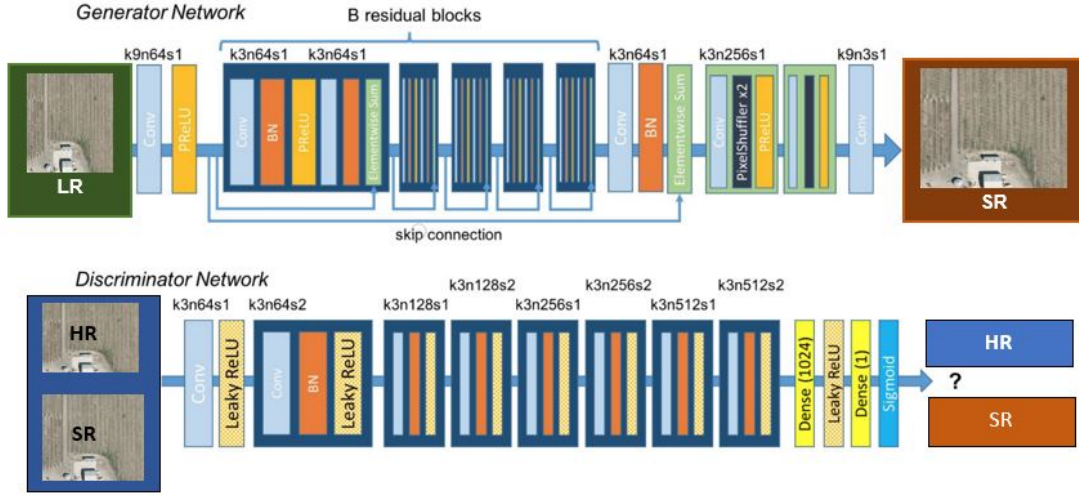 Generator Network
B residual blocks
k9n64s1
k3n64s1
k3n64s1
k3n64s1
k3n256s1
k9n3s1
LR
Conv
PReLU
Conv
BN
PReLU
Elementwise Sum
Conv
BN
Elementwise Sum
Conv
PixelShuffler x2
PReLU
Conv
SR
skip connection
Discriminator Network
k3n64s1
k3n64s2
k3n128s1
k3n128s2
k3n256s1
k3n256s2
k3n512s1
k3n512s2
HR
SR
Conv
Leaky ReLU
Conv
BN
Leaky ReLU
Dense (1024)
Leaky ReLU
Dense (1)
Sigmoid
HR
?
SR